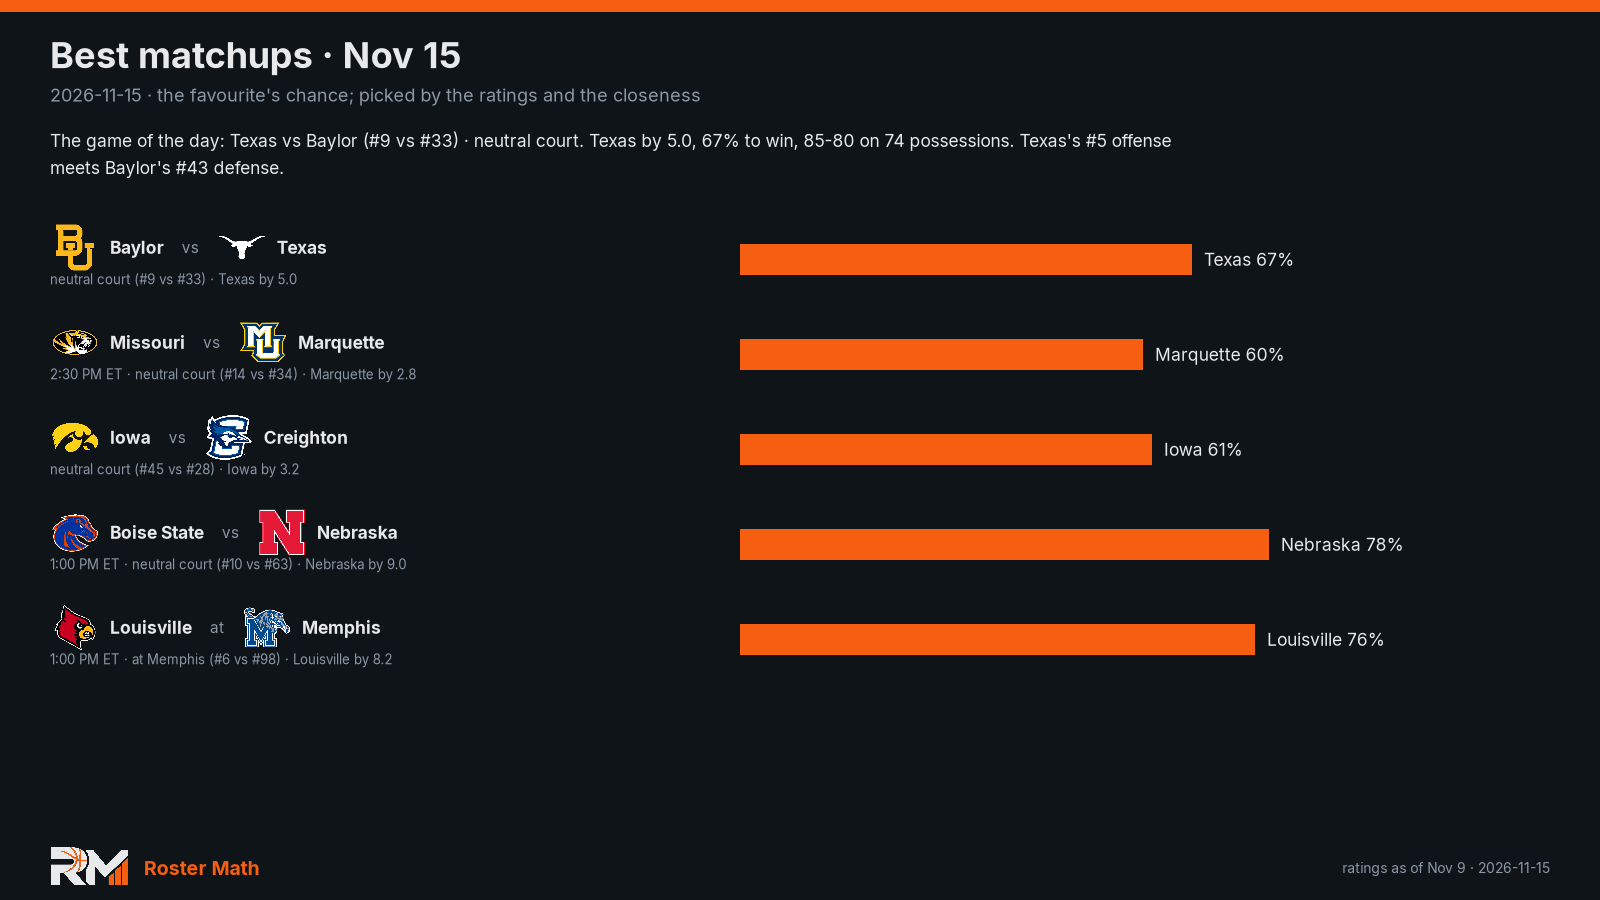 Best matchups · Nov 15
2026-11-15 · the favourite's chance; picked by the ratings and the closeness
The game of the day: Texas vs Baylor (#9 vs #33) · neutral court. Texas by 5.0, 67% to win, 85-80 on 74 possessions. Texas's #5 offense
meets Baylor's #43 defense.
Baylor vs Texas
neutral court (#9 vs #33) · Texas by 5.0
Texas 67%
Missouri vs Marquette
2:30 PM ET · neutral court (#14 vs #34) · Marquette by 2.8
Marquette 60%
Iowa vs Creighton
neutral court (#45 vs #28) · Iowa by 3.2
Iowa 61%
Boise State vs Nebraska
1:00 PM ET · neutral court (#10 vs #63) · Nebraska by 9.0
Nebraska 78%
Louisville at Memphis
1:00 PM ET · at Memphis (#6 vs #98) · Louisville by 8.2
Louisville 76%
RM Roster Math
ratings as of Nov 9 · 2026-11-15